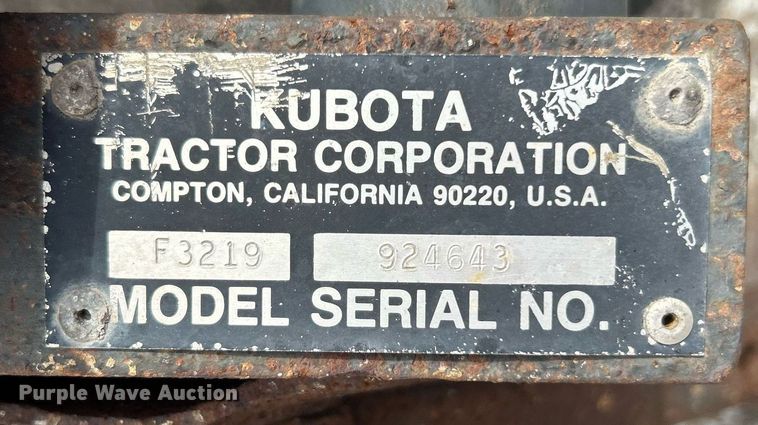 KUBOTA
TRACTOR CORPORATION
COMPTON, CALIFORNIA 90220, U.S.A.
F3219 924643
MODEL SERIAL NO.
Purple Wave Auction